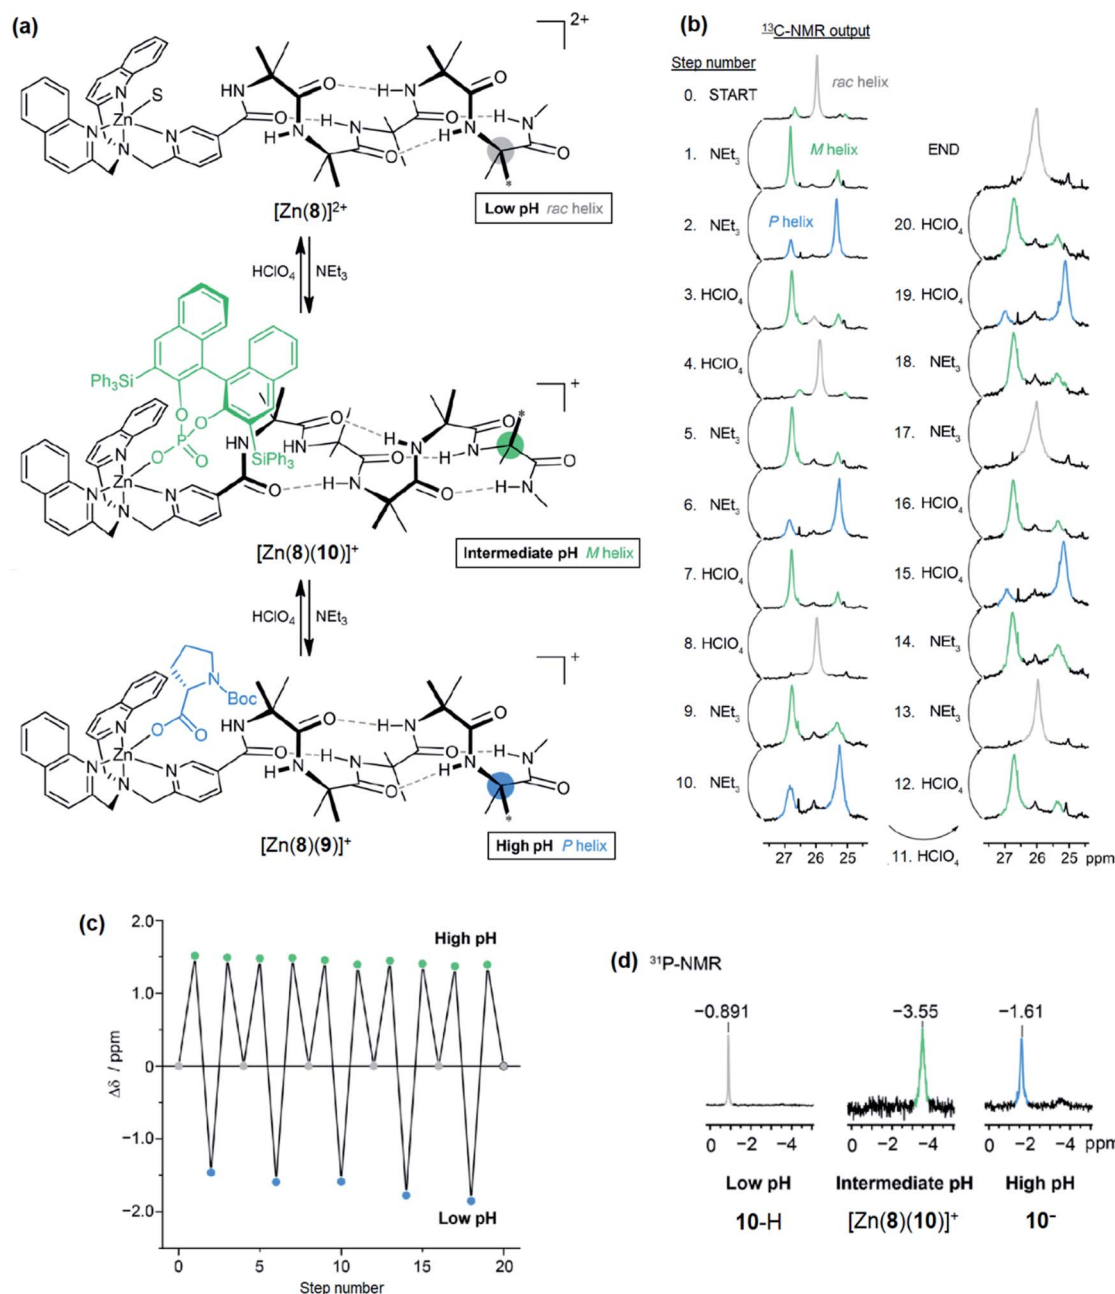 (a)
2+
N
N
Zn
S
N
N
HN
O
O
N
H
H
N
O
O
HN
O
O
N
H
H
N
O
*
[Zn(8)]²⁺
Low pH rac helix
HClO₄ NEt₃
Ph₃Si
O
O
P
O
O
SiPh₃
+
N
N
Zn
N
N
HN
O
O
HN
O
O
N
H
H
N
O
O
N
H
H
N
O
*
[Zn(8)(10)]⁺
Intermediate pH M helix
HClO₄ NEt₃
+
N
Boc
O
O
N
N
Zn
N
N
HN
O
O
N
H
H
N
O
O
HN
O
O
N
H
H
N
O
*
[Zn(8)(9)]⁺
High pH P helix
(b)
¹³C-NMR output
Step number
0. START
rac helix
1. NEt₃
M helix
2. NEt₃
P helix
3. HClO₄
4. HClO₄
5. NEt₃
6. NEt₃
7. HClO₄
8. HClO₄
9. NEt₃
10. NEt₃
27 26 25
11. HClO₄
END
20. HClO₄
19. HClO₄
18. NEt₃
17. NEt₃
16. HClO₄
15. HClO₄
14. NEt₃
13. NEt₃
12. HClO₄
27 26 25 ppm
(c)
2.0
1.0
0
−1.0
−2.0
Δδ / ppm
High pH
Low pH
0 5 10 15 20
Step number
(d) ³¹P-NMR
−0.891 −3.55 −1.61
0 −2 −4 0 −2 −4 0 −2 −4 ppm
Low pH Intermediate pH High pH
10-H [Zn(8)(10)]⁺ 10⁻